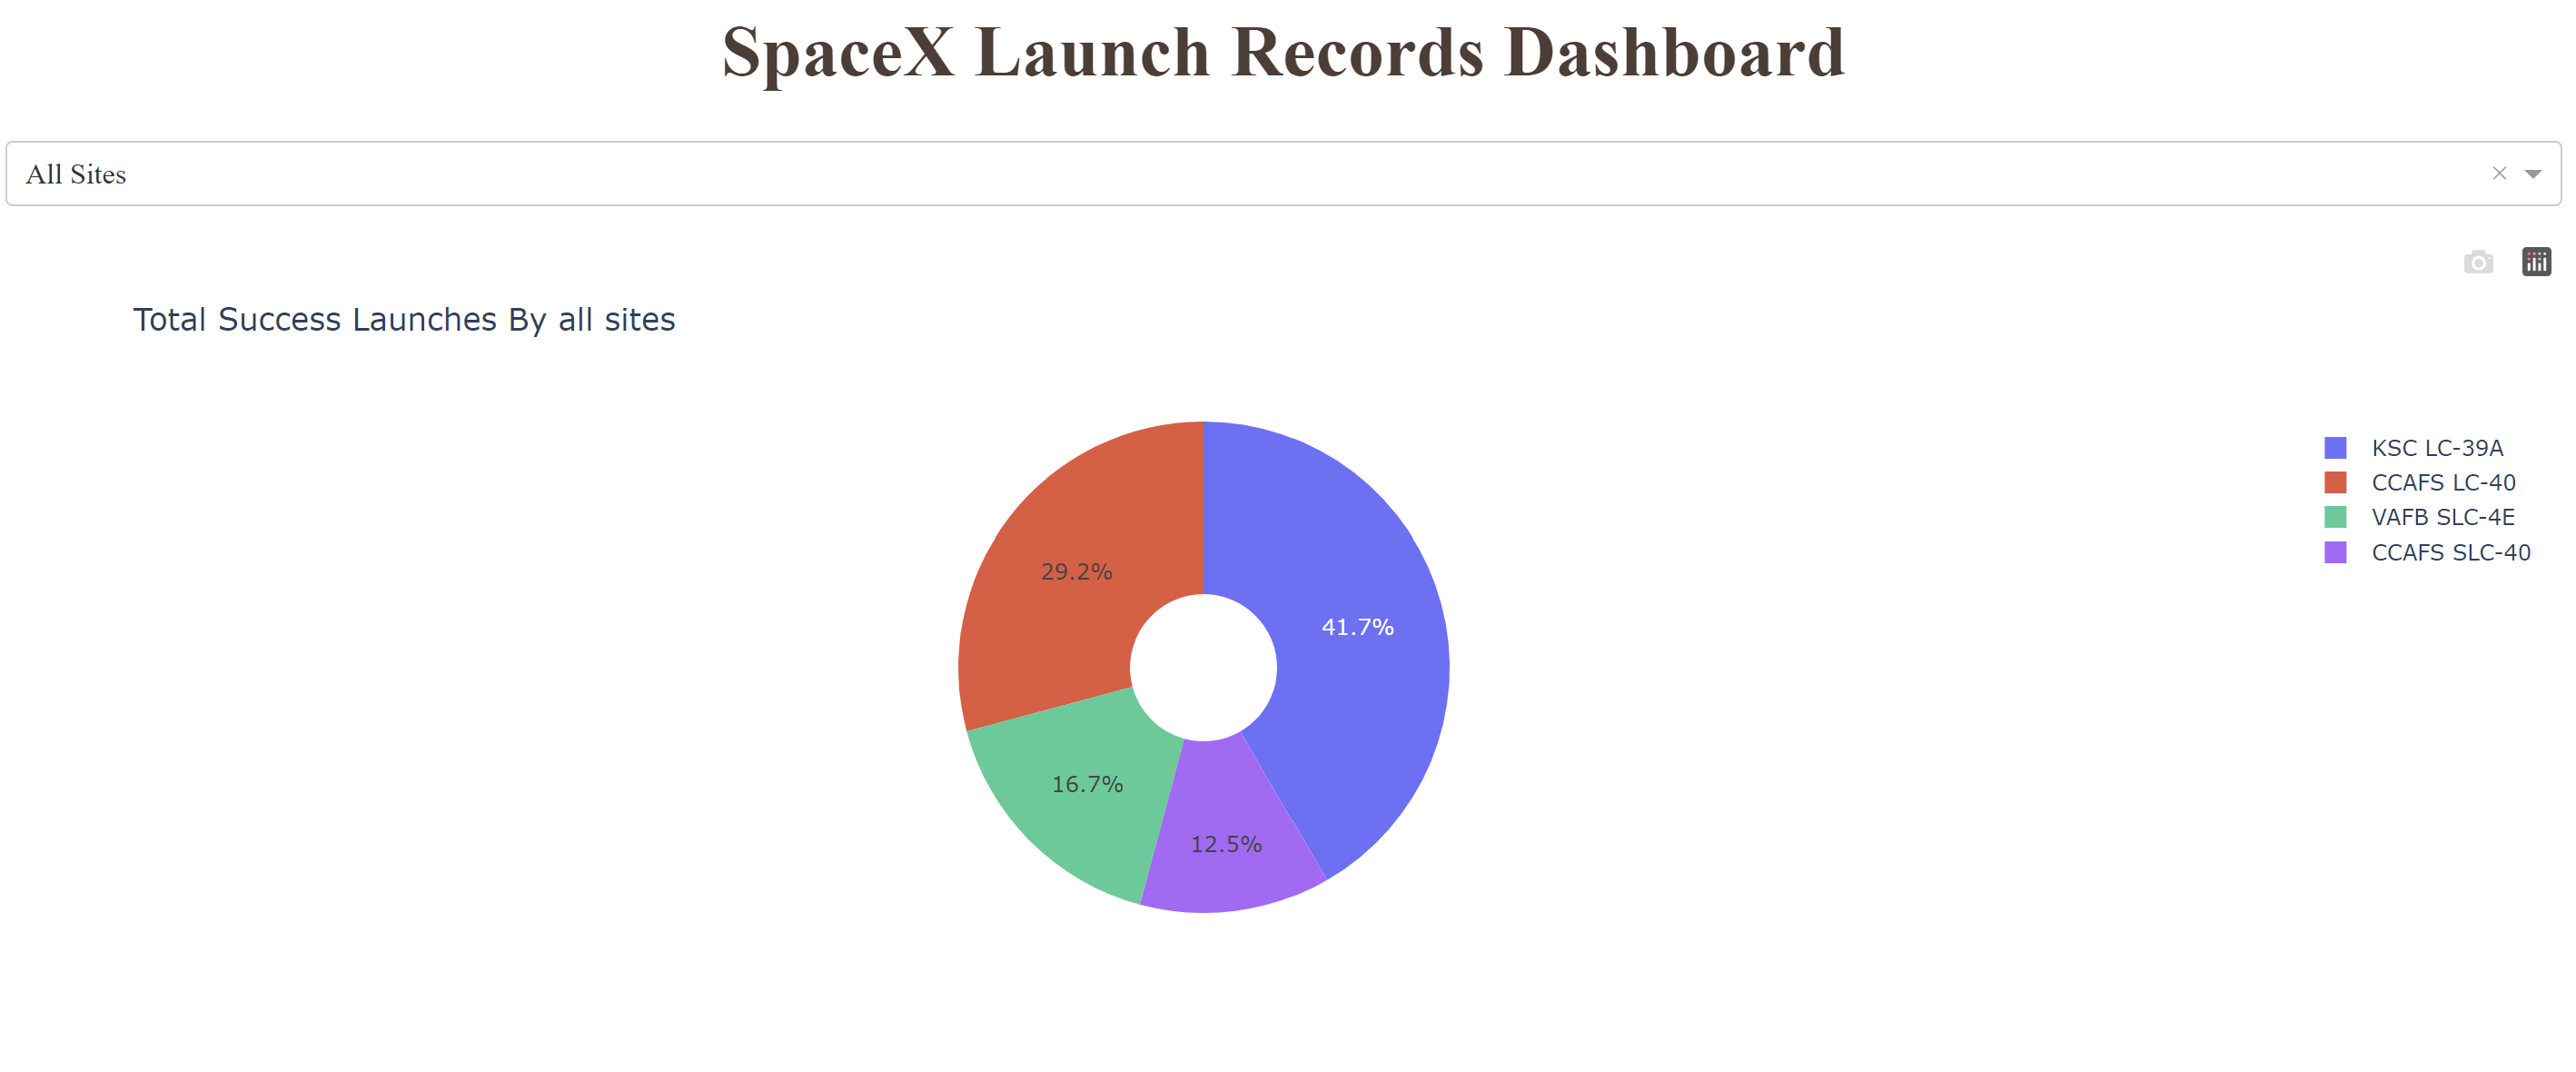 SpaceX Launch Records Dashboard
All Sites
Total Success Launches By all sites
KSC LC-39A
CCAFS LC-40
VAFB SLC-4E
CCAFS SLC-40
29.2%
41.7%
16.7%
12.5%